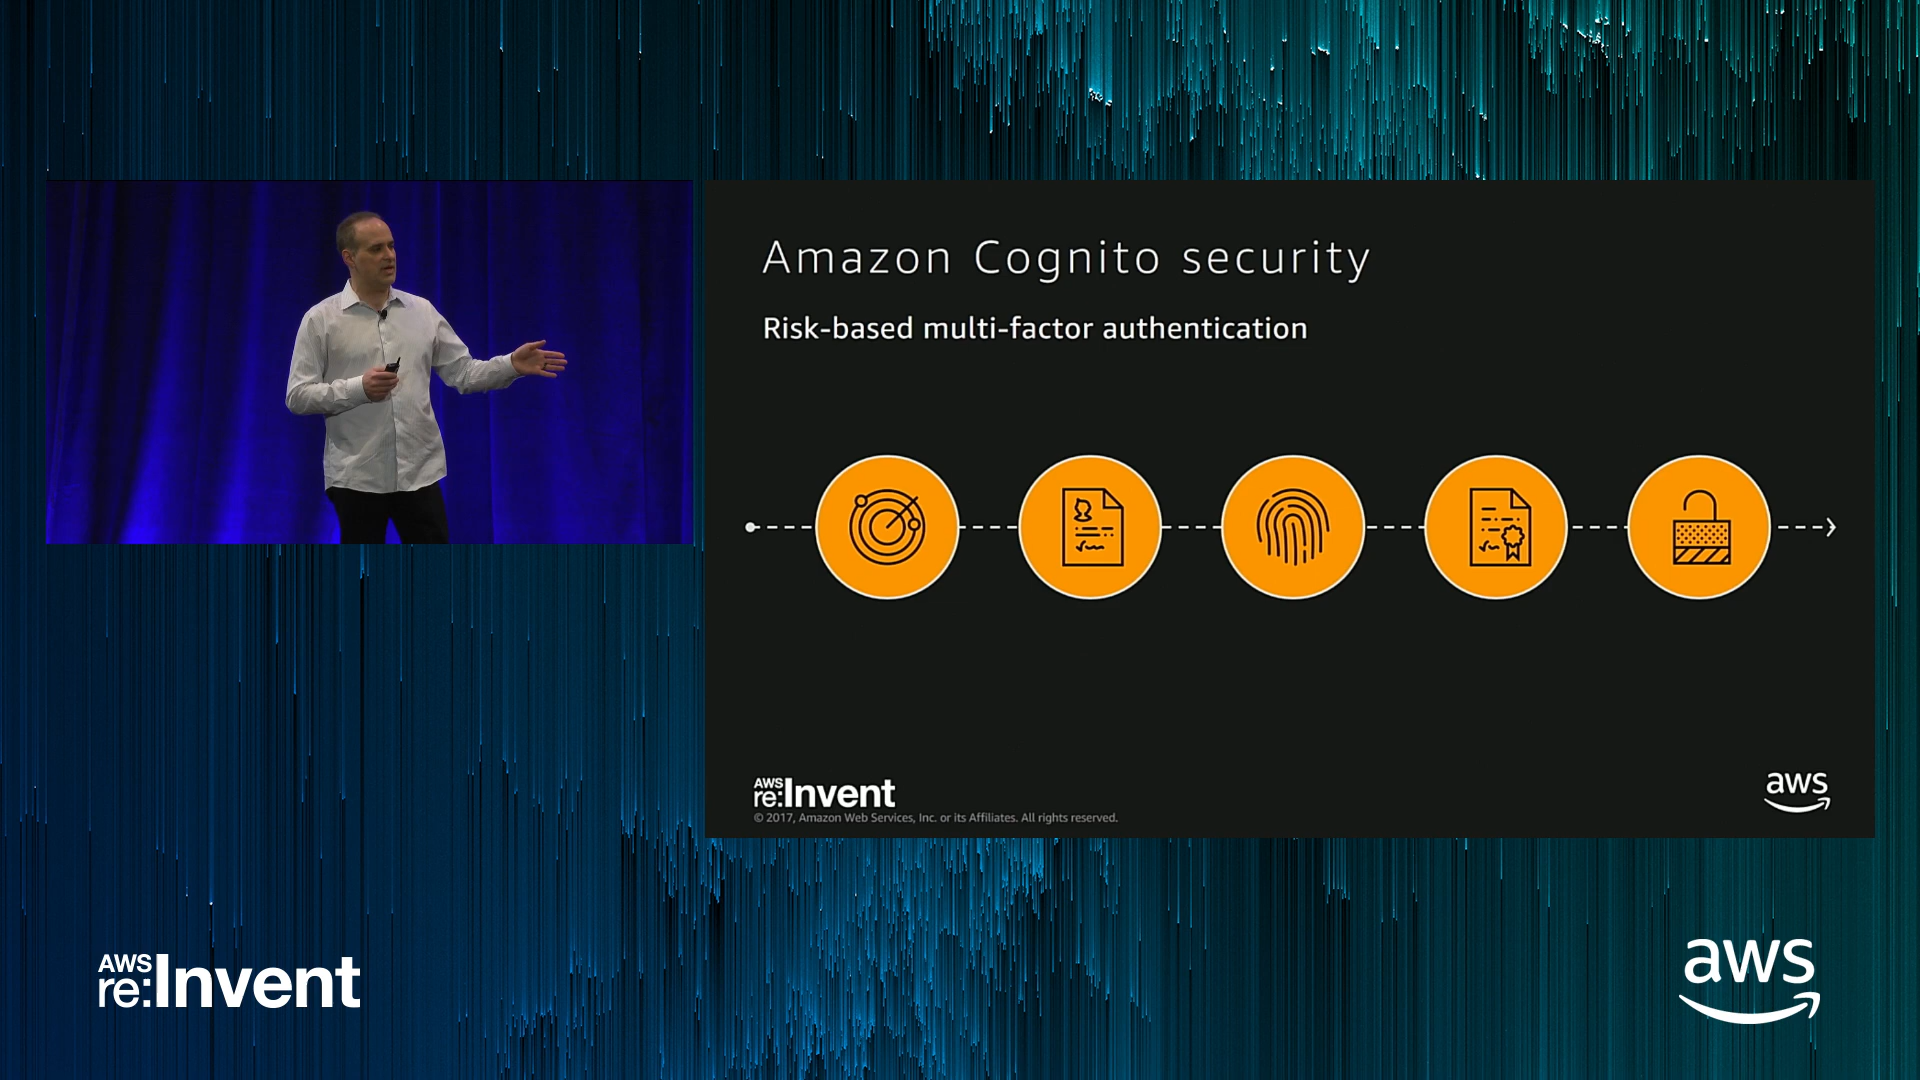 Amazon Cognito security
Risk-based multi-factor authentication
AWS
re:Invent
© 2017, Amazon Web Services, Inc. or its Affiliates. All rights reserved.
aws
AWS
re:Invent
aws